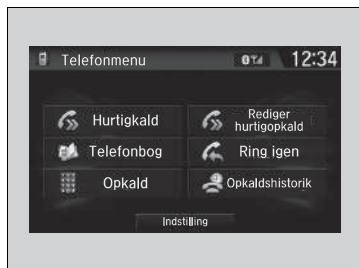 Telefonmenu 12:34
Hurtigkald
Rediger
hurtigopkald
Telefonbog
Ring igen
Opkald
Opkaldshistorik
Indstilling